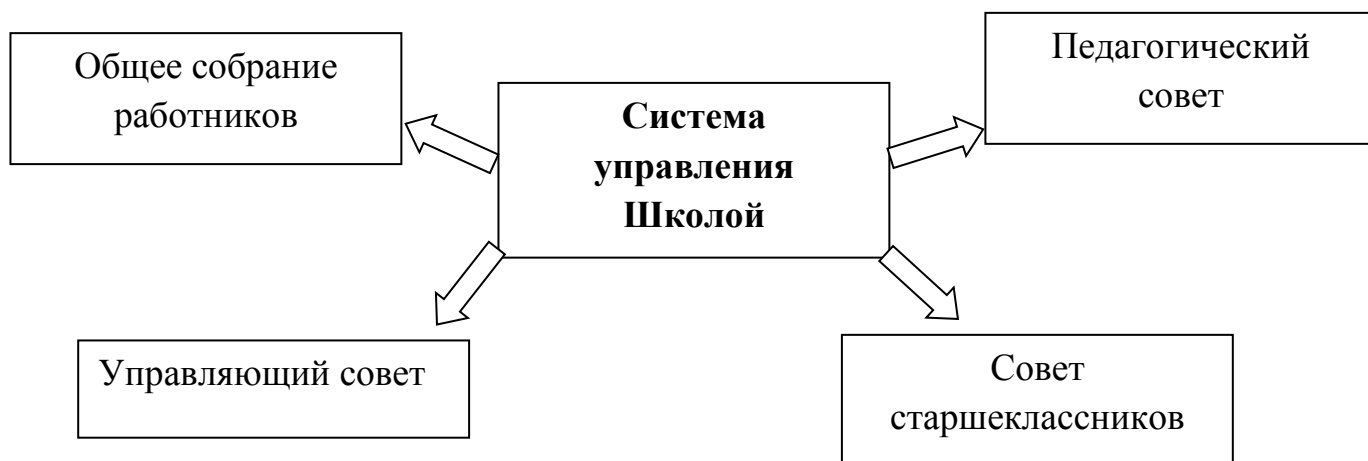 Общее собрание
работников
Система
управления
Школой
Педагогический
совет
Управляющий совет
Совет
старшеклассников